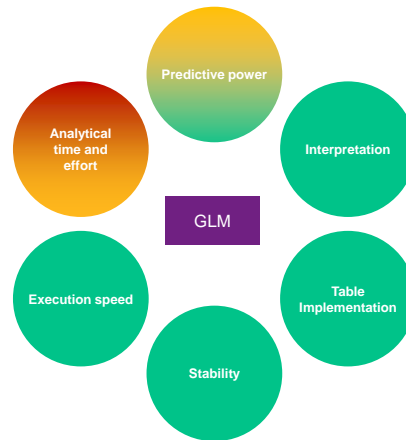 Predictive power
Analytical
time and
effort
Interpretation
GLM
Execution speed
Table
Implementation
Stability